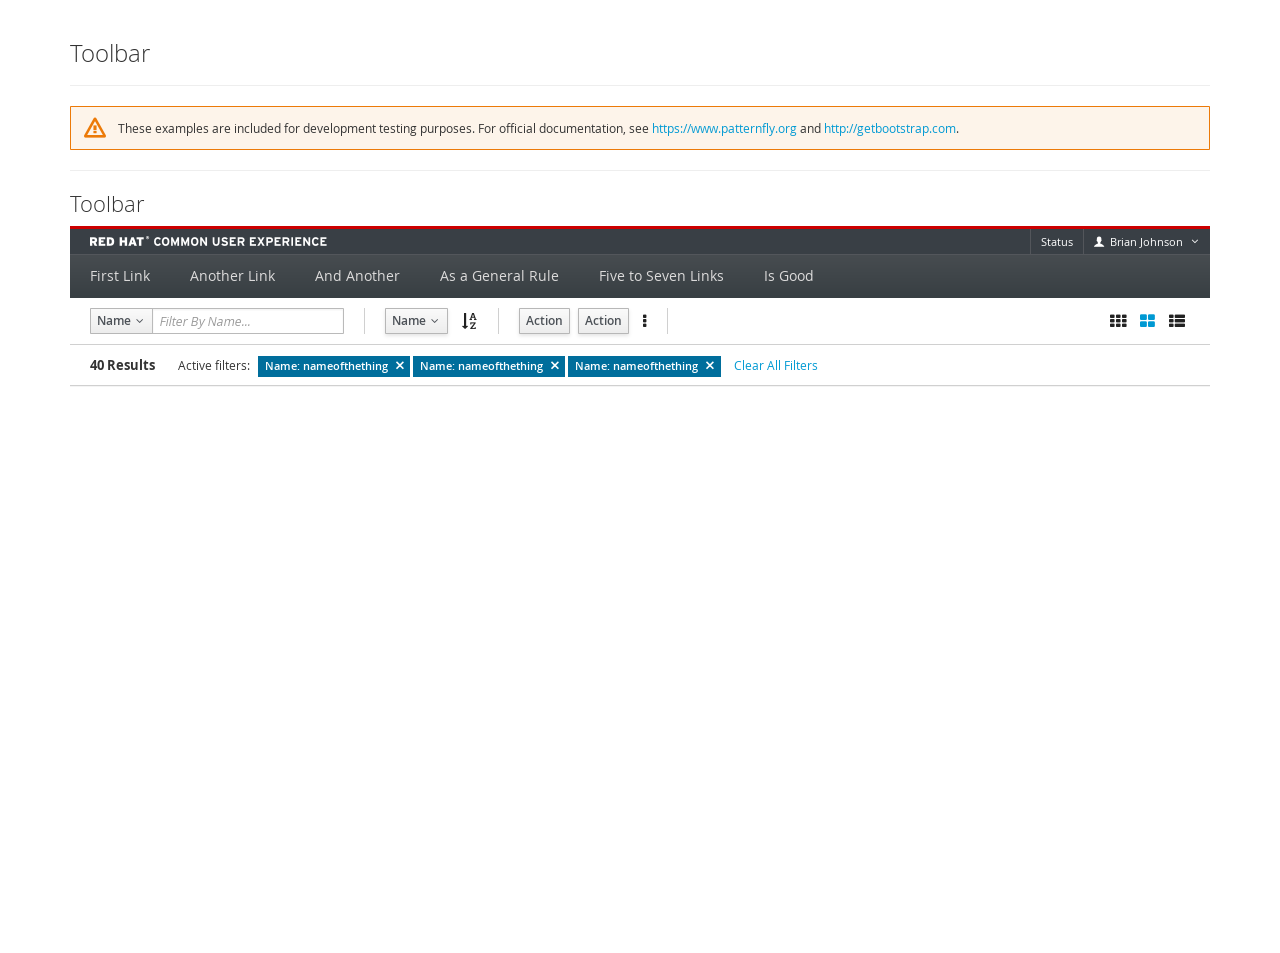 Toolbar
These examples are included for development testing purposes. For official documentation, see https://www.patternfly.org and http://getbootstrap.com.
Toolbar
RED HAT® COMMON USER EXPERIENCE Status Brian Johnson
First Link Another Link And Another As a General Rule Five to Seven Links Is Good
Name Filter By Name... Name Action Action
40 Results Active filters: Name: nameofthething × Name: nameofthething × Name: nameofthething × Clear All Filters